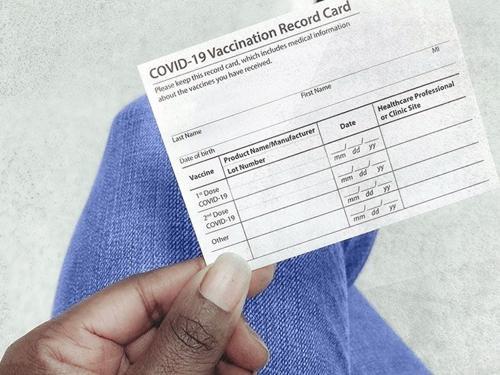 COVID-19 Vaccination Record Card
Please keep this record card, which includes medical information
about the vaccines you have received.
Last Name
First Name
MI
Date of birth
Vaccine
Product Name/Manufacturer
Lot Number
Date
Healthcare Professional
or Clinic Site
1st Dose
COVID-19
mm dd yy
2nd Dose
COVID-19
mm dd yy
Other
mm dd yy
mm dd yy